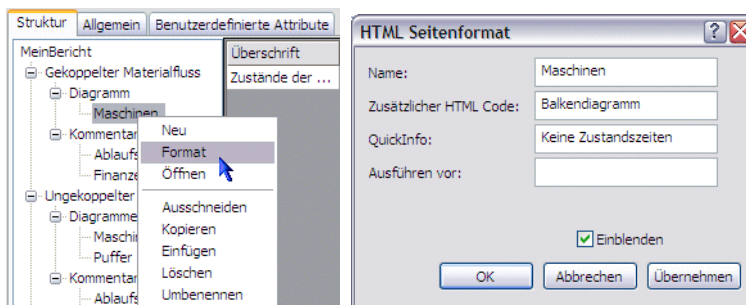 Struktur Allgemein Benutzerdefinierte Attribute
MeinBericht
Gekoppelter Materialfluss
Diagramm
Maschinen
Kommentar
Ablaufs
Finanze
Ungekoppelter
Diagramme
Maschin
Puffer
Kommentar
Ablaufs
Überschrift
Zustände der ...
Neu
Format
Öffnen
Ausschneiden
Kopieren
Einfügen
Löschen
Umbenennen
HTML Seitenformat
Name: Maschinen
Zusätzlicher HTML Code: Balkendiagramm
QuickInfo: Keine Zustandszeiten
Ausführen vor:
Einblenden
OK Abbrechen Übernehmen